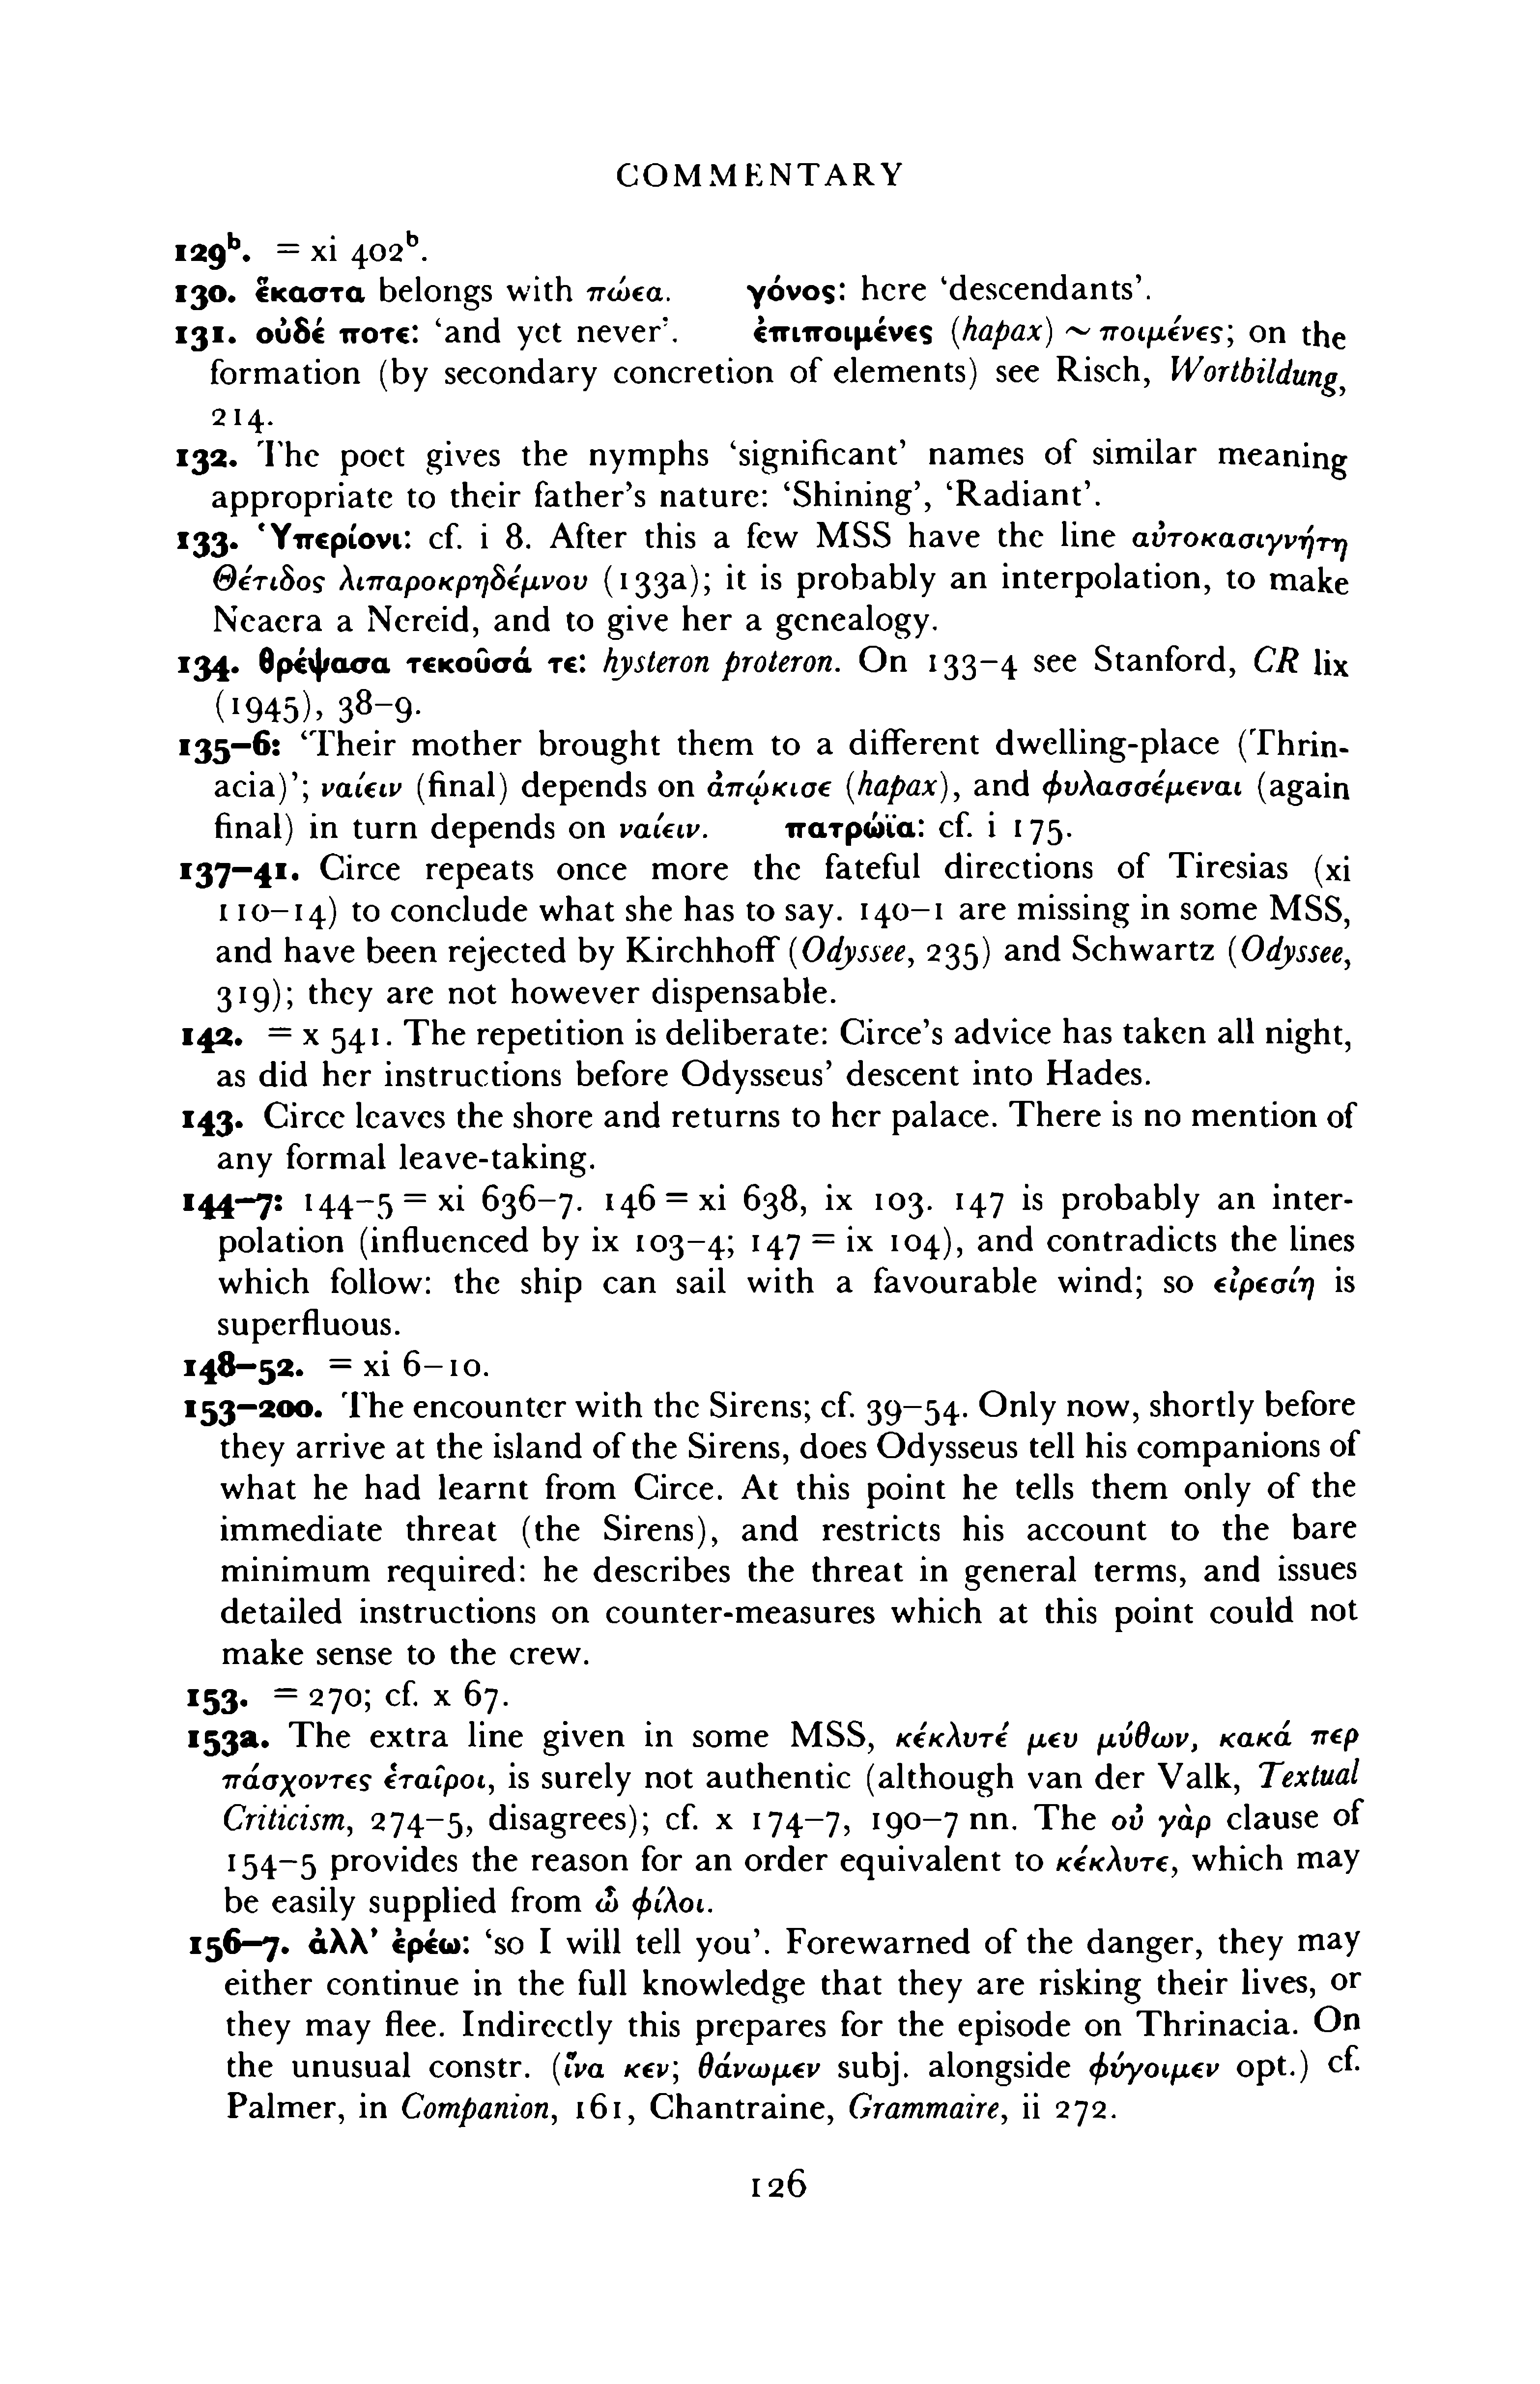 COMMENTARY
129ᵇ. = xi 402ᵇ.
130. ἕκαστα belongs with πώεα. γόνος: here ‘descendants’.
131. οὐδέ ποτε: ‘and yet never’. ἐπιποιμένες (hapax) ~ ποιμένες; on the
formation (by secondary concretion of elements) see Risch, Wortbildung,
214.
132. The poet gives the nymphs ‘significant’ names of similar meaning
appropriate to their father’s nature: ‘Shining’, ‘Radiant’.
133. Ὑπερίονι: cf. i 8. After this a few MSS have the line αὐτοκασιγνήτῃ
Θέτιδος λιπαροκρηδέμνου (133a); it is probably an interpolation, to make
Neaera a Nereid, and to give her a genealogy.
134. θρέψασα τεκοῦσά τε: hysteron proteron. On 133–4 see Stanford, CR lix
(1945), 38–9.
135–6: ‘Their mother brought them to a different dwelling-place (Thrin-
acia)’; ναίειν (final) depends on ἀπῴκισε (hapax), and φυλασσέμεναι (again
final) in turn depends on ναίειν. πατρώϊα: cf. i 175.
137–41. Circe repeats once more the fateful directions of Tiresias (xi
110–14) to conclude what she has to say. 140–1 are missing in some MSS,
and have been rejected by Kirchhoff (Odyssee, 235) and Schwartz (Odyssee,
319); they are not however dispensable.
142. = x 541. The repetition is deliberate: Circe’s advice has taken all night,
as did her instructions before Odysseus’ descent into Hades.
143. Circe leaves the shore and returns to her palace. There is no mention of
any formal leave-taking.
144–7: 144–5 = xi 636–7. 146 = xi 638, ix 103. 147 is probably an inter-
polation (influenced by ix 103–4; 147 = ix 104), and contradicts the lines
which follow: the ship can sail with a favourable wind; so εἰρεσίη is
superfluous.
148–52. = xi 6–10.
153–200. The encounter with the Sirens; cf. 39–54. Only now, shortly before
they arrive at the island of the Sirens, does Odysseus tell his companions of
what he had learnt from Circe. At this point he tells them only of the
immediate threat (the Sirens), and restricts his account to the bare
minimum required: he describes the threat in general terms, and issues
detailed instructions on counter-measures which at this point could not
make sense to the crew.
153. = 270; cf. x 67.
153a. The extra line given in some MSS, κέκλυτέ μευ μύθων, κακά περ
πάσχοντες ἑταῖροι, is surely not authentic (although van der Valk, Textual
Criticism, 274–5, disagrees); cf. x 174–7, 190–7 nn. The οὐ γὰρ clause of
154–5 provides the reason for an order equivalent to κέκλυτε, which may
be easily supplied from ὦ φίλοι.
156–7. ἀλλ’ ἐρέω: ‘so I will tell you’. Forewarned of the danger, they may
either continue in the full knowledge that they are risking their lives, or
they may flee. Indirectly this prepares for the episode on Thrinacia. On
the unusual constr. (ἵνα κεν; θάνωμεν subj. alongside φύγοιμεν opt.) cf.
Palmer, in Companion, 161, Chantraine, Grammaire, ii 272.
126